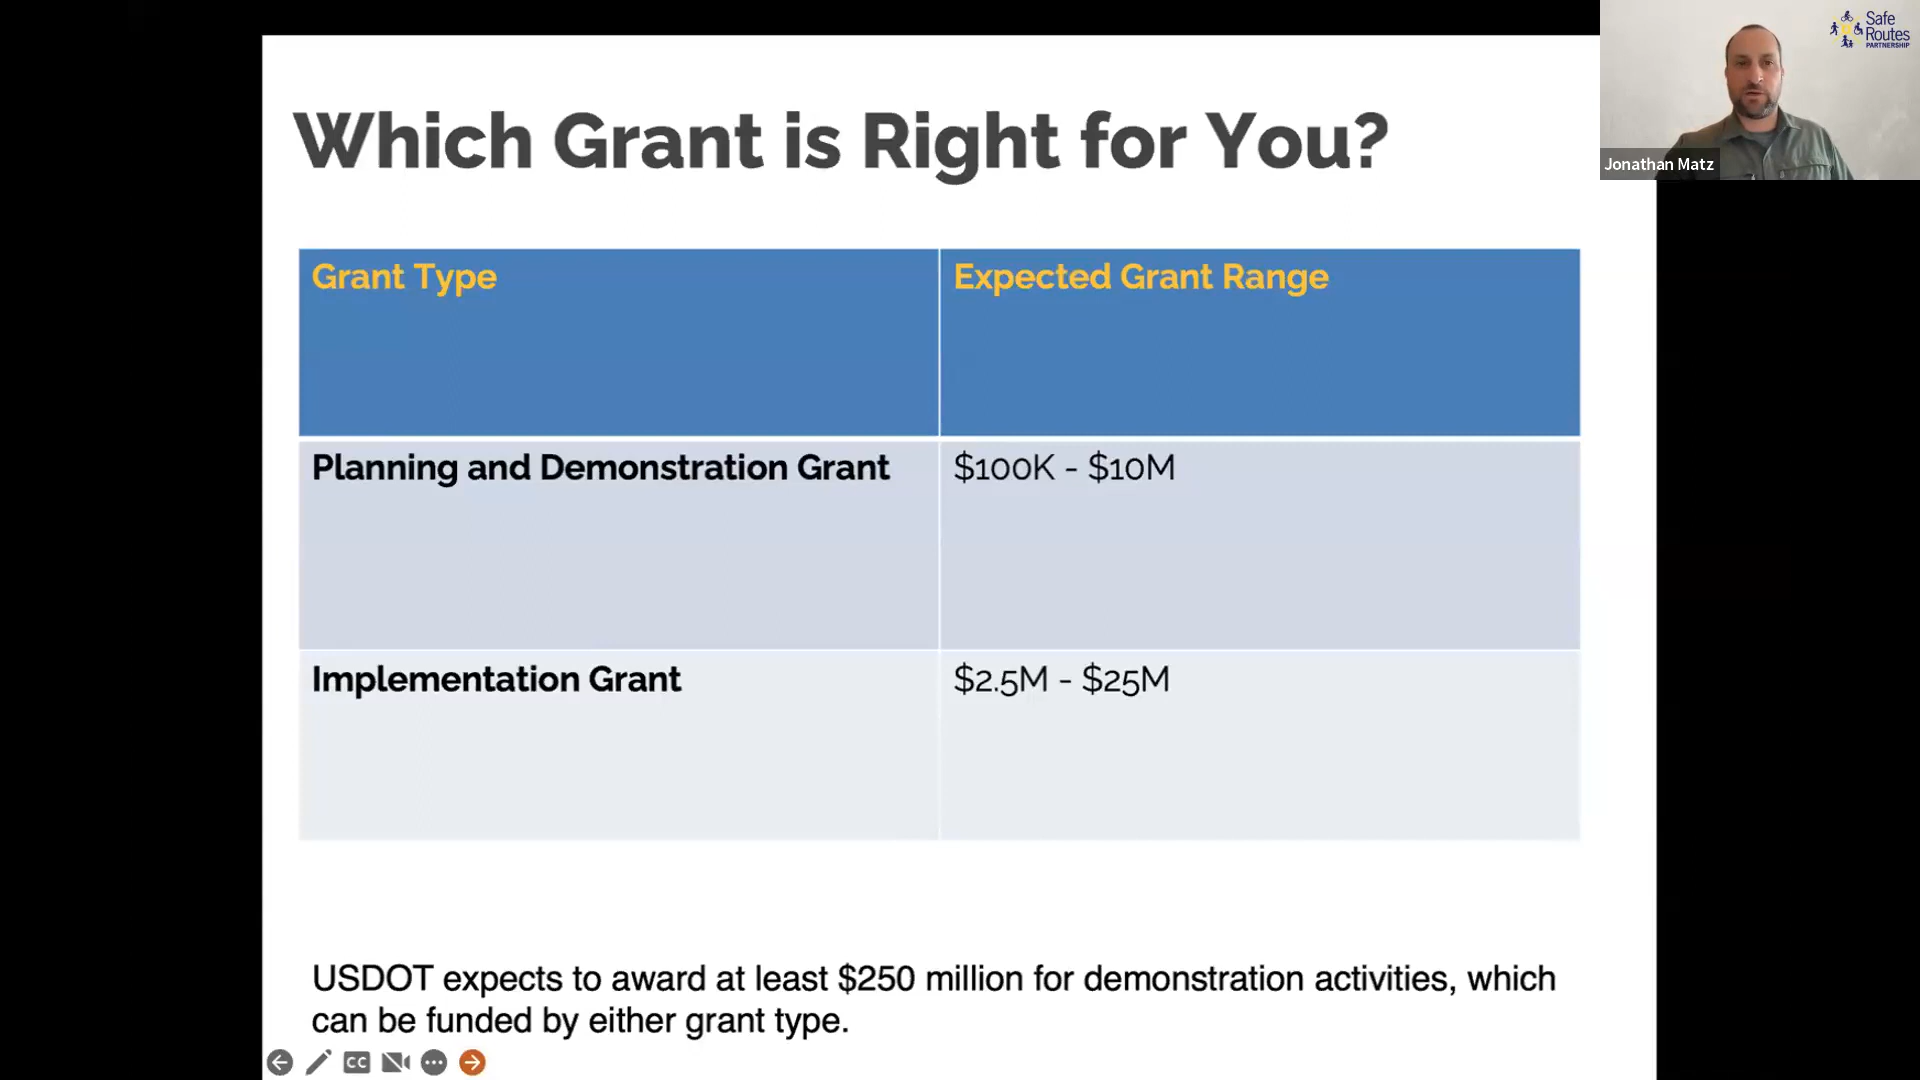 Safe
Routes
PARTNERSHIP
Jonathan Matz
Which Grant is Right for You?
Grant Type
Expected Grant Range
Planning and Demonstration Grant
$100K - $10M
Implementation Grant
$2.5M - $25M
USDOT expects to award at least $250 million for demonstration activities, which
can be funded by either grant type.
CC